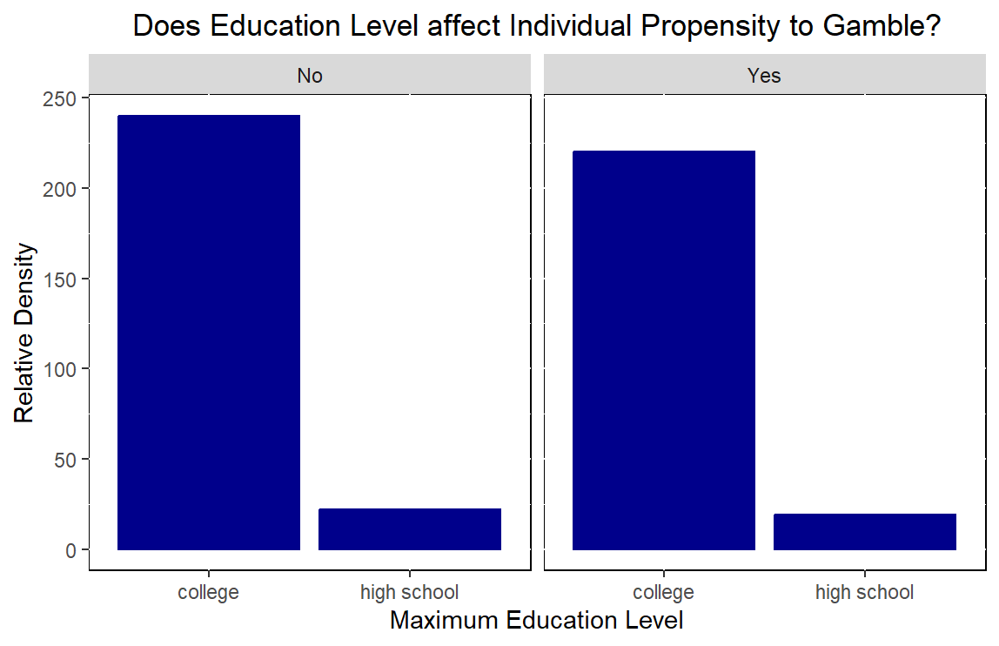 Does Education Level affect Individual Propensity to Gamble?
No
Yes
250
200
150
100
50
0
Relative Density
college
high school
college
high school
Maximum Education Level